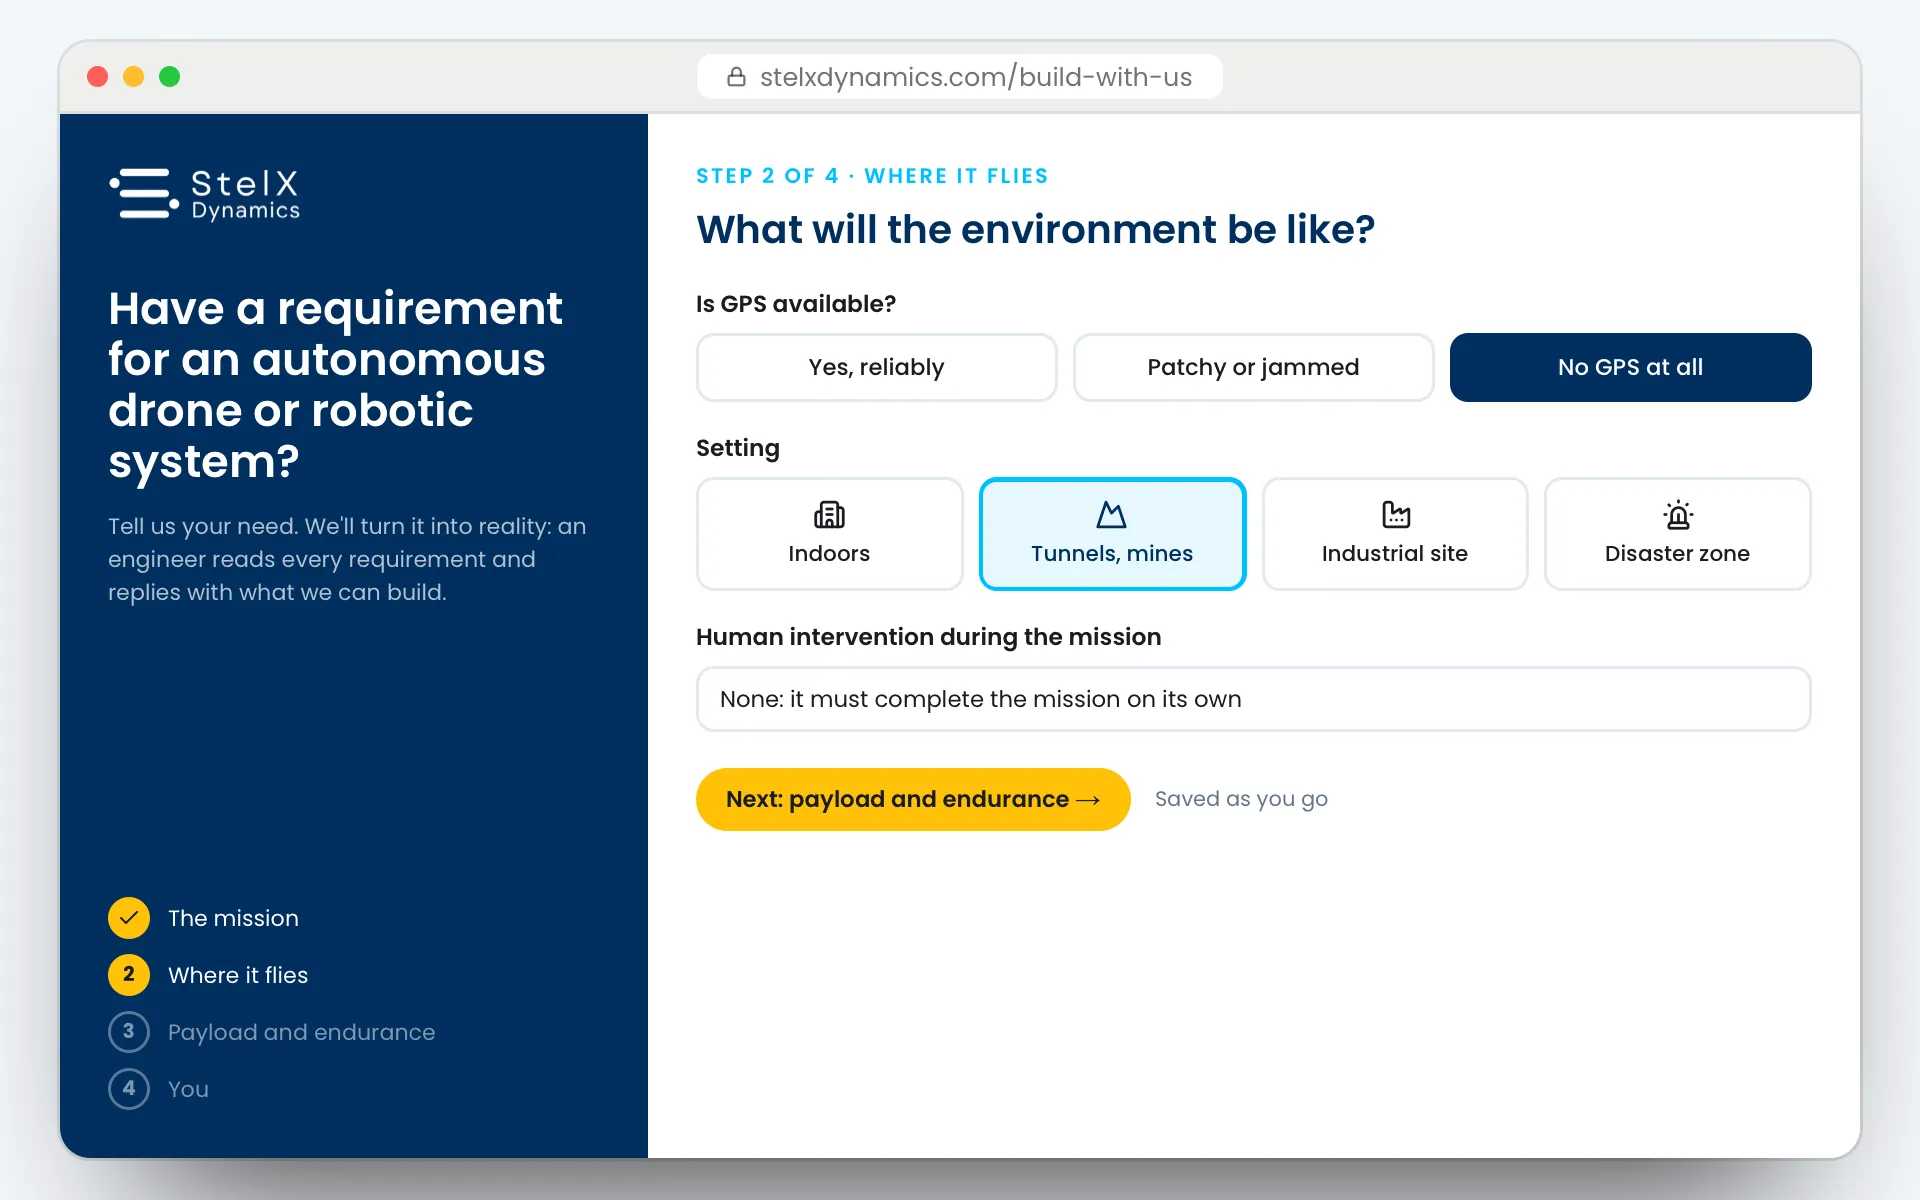 stelxdynamics.com/build-with-us
StelX
Dynamics
Have a requirement
for an autonomous
drone or robotic
system?
Tell us your need. We'll turn it into reality: an
engineer reads every requirement and
replies with what we can build.
The mission
2 Where it flies
3 Payload and endurance
4 You
STEP 2 OF 4 · WHERE IT FLIES
What will the environment be like?
Is GPS available?
Yes, reliably
Patchy or jammed
No GPS at all
Setting
Indoors
Tunnels, mines
Industrial site
Disaster zone
Human intervention during the mission
None: it must complete the mission on its own
Next: payload and endurance →
Saved as you go